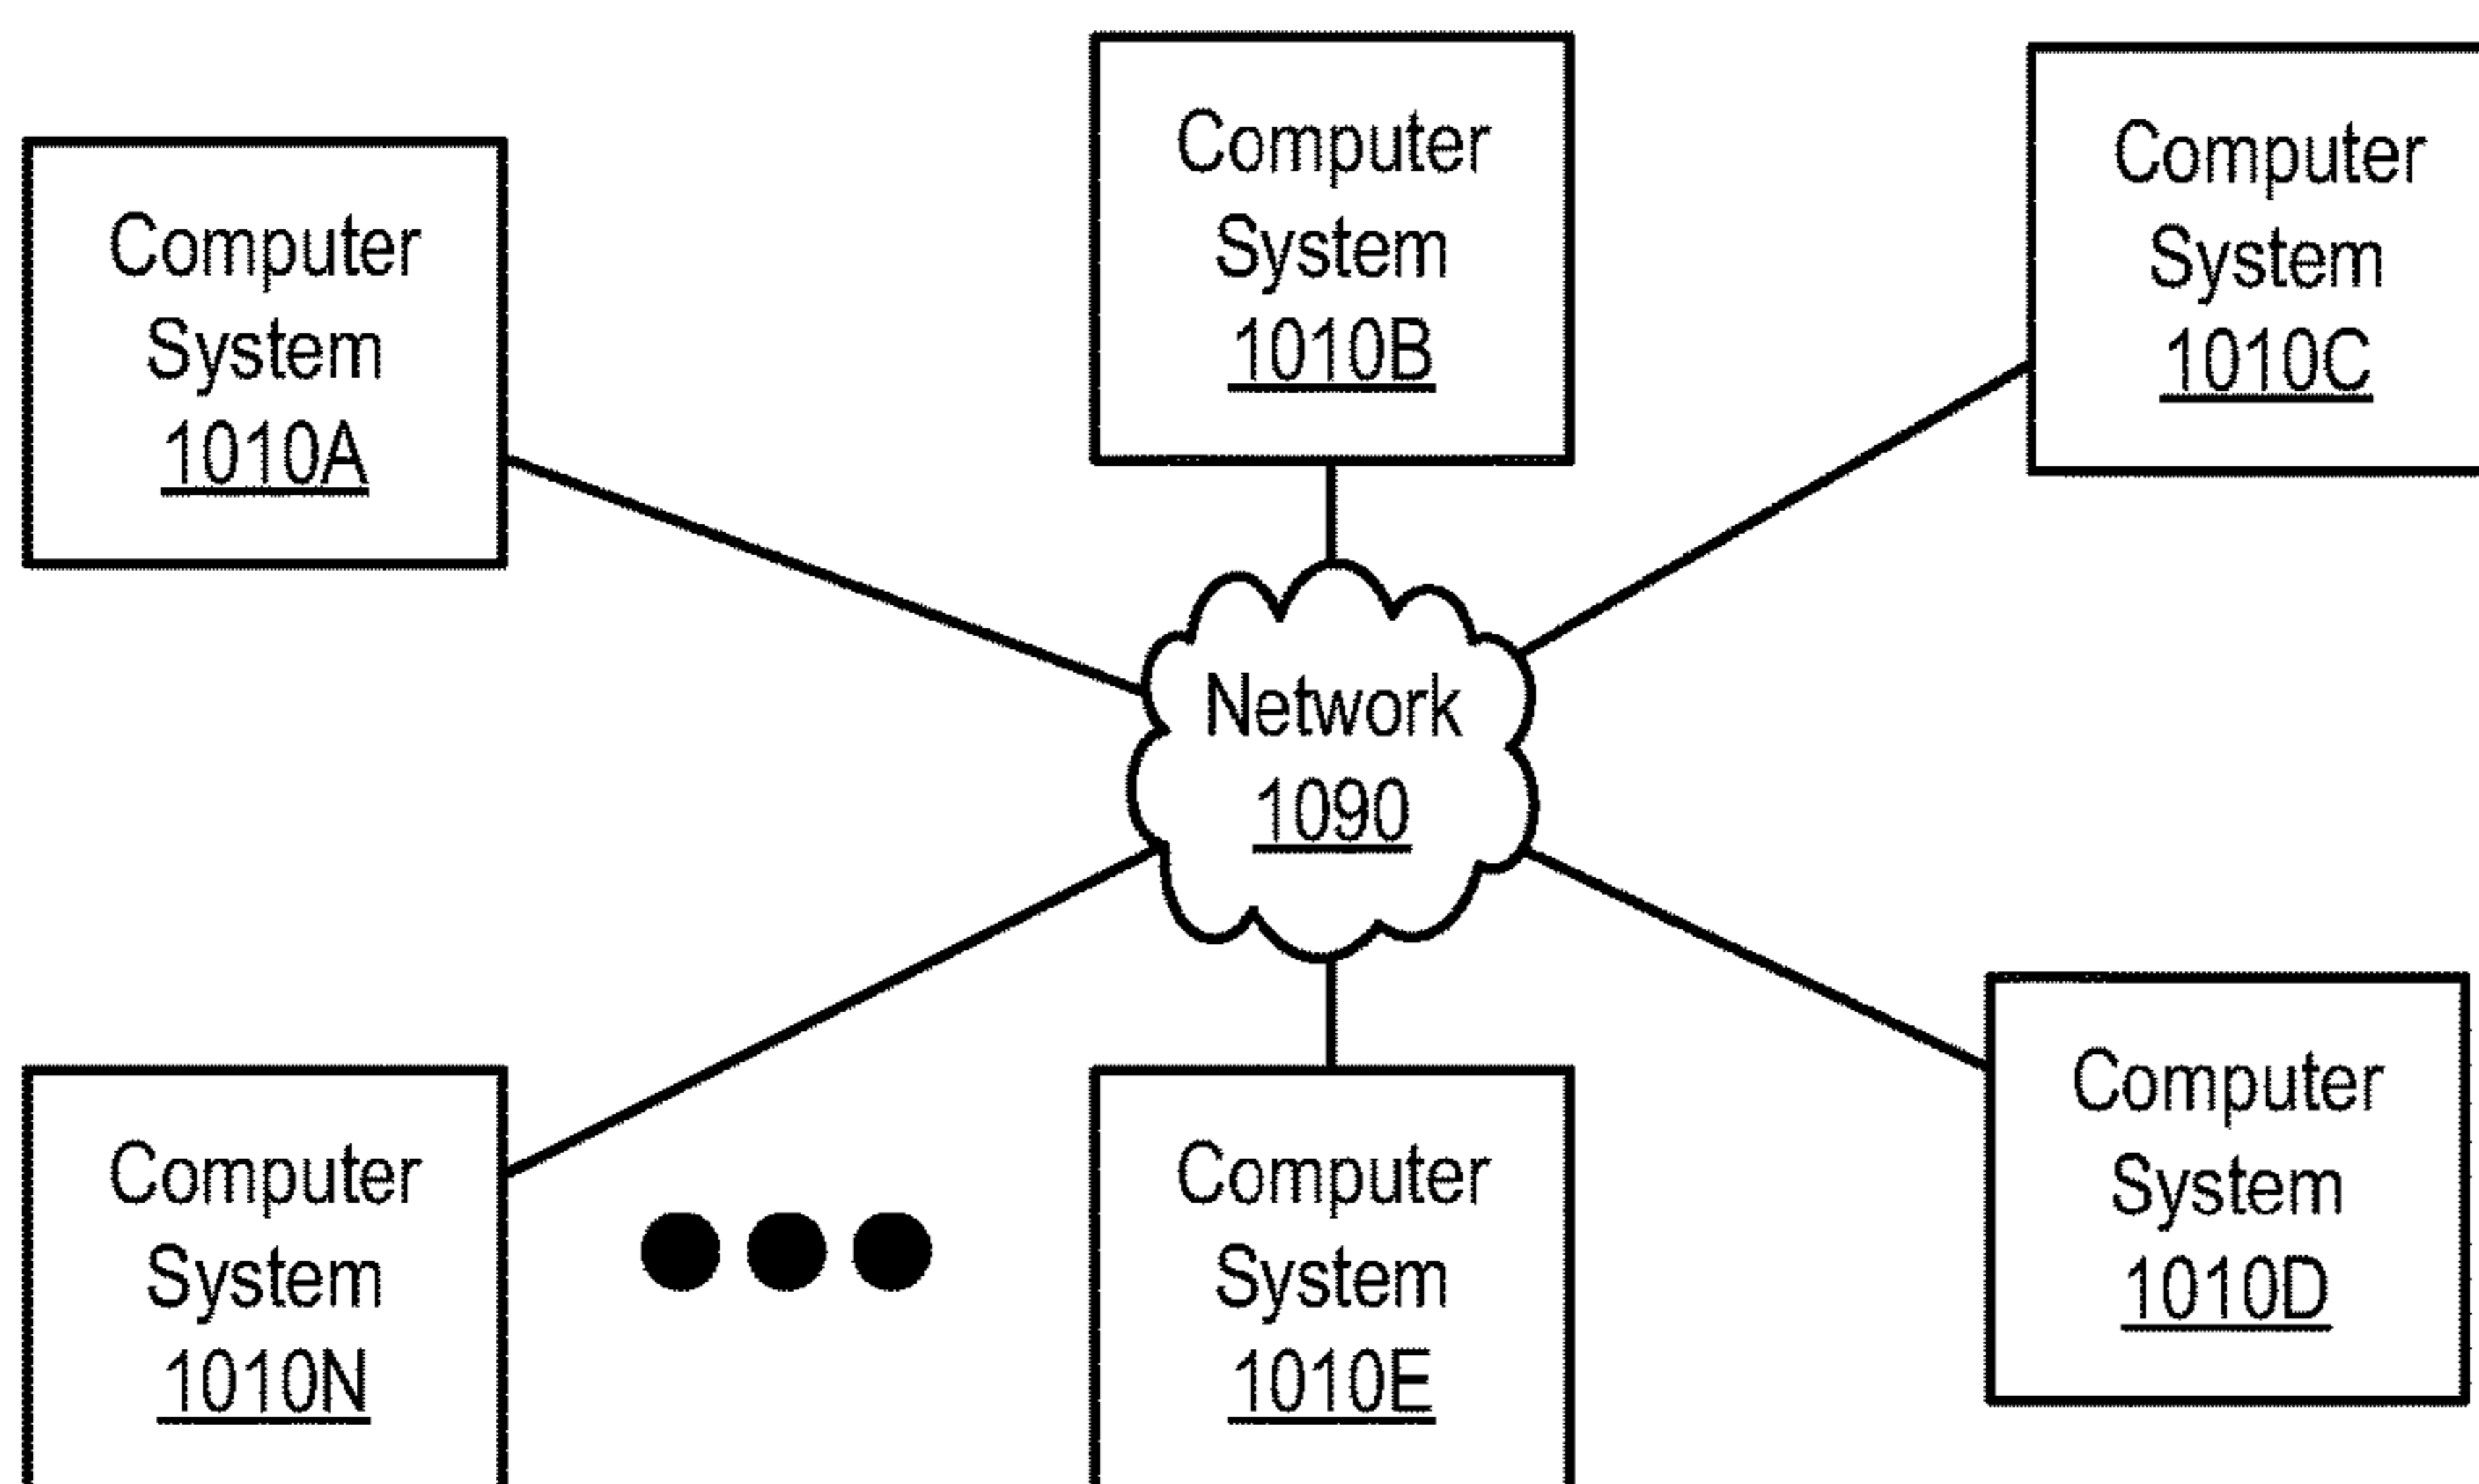 Computer
System
1010A
Computer
System
1010B
Computer
System
1010C
Network
1090
Computer
System
1010N
Computer
System
1010E
Computer
System
1010D